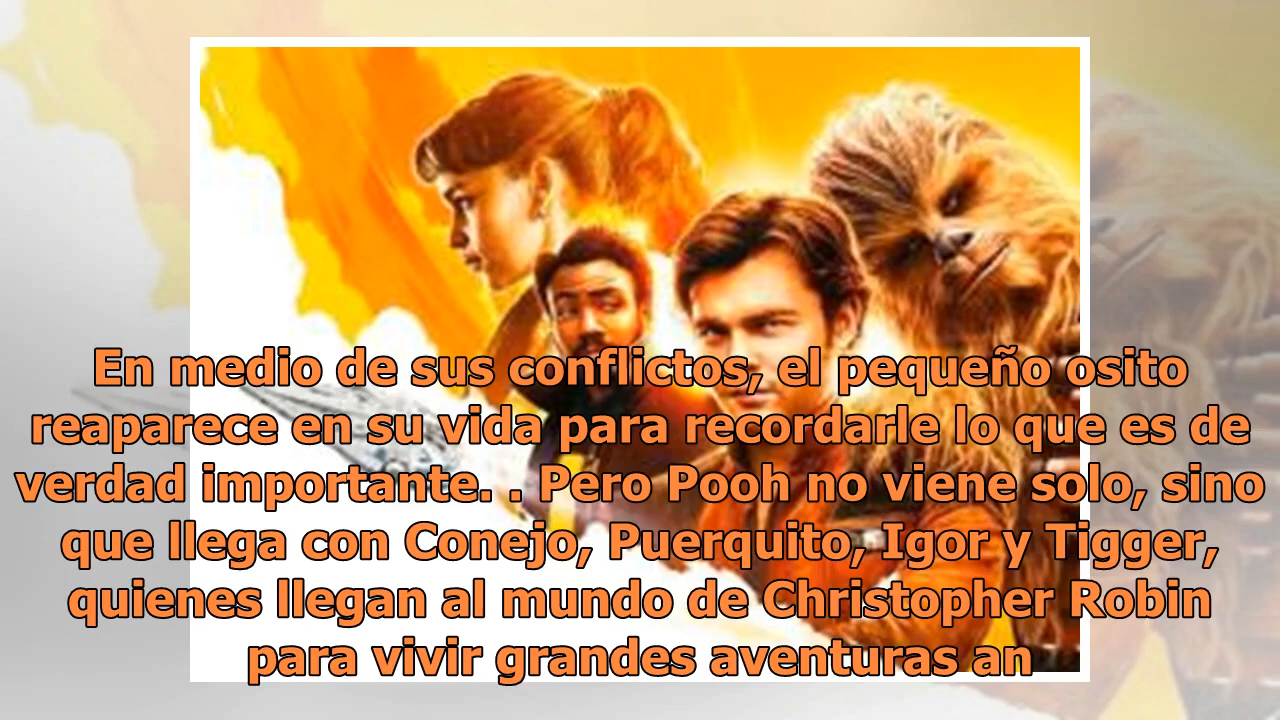 En medio de sus conflictos, el pequeño osito
reaparece en su vida para recordarle lo que es de
verdad importante. . Pero Pooh no viene solo, sino
que llega con Conejo, Puerquito, Igor y Tigger,
quienes llegan al mundo de Christopher Robin
para vivir grandes aventuras an